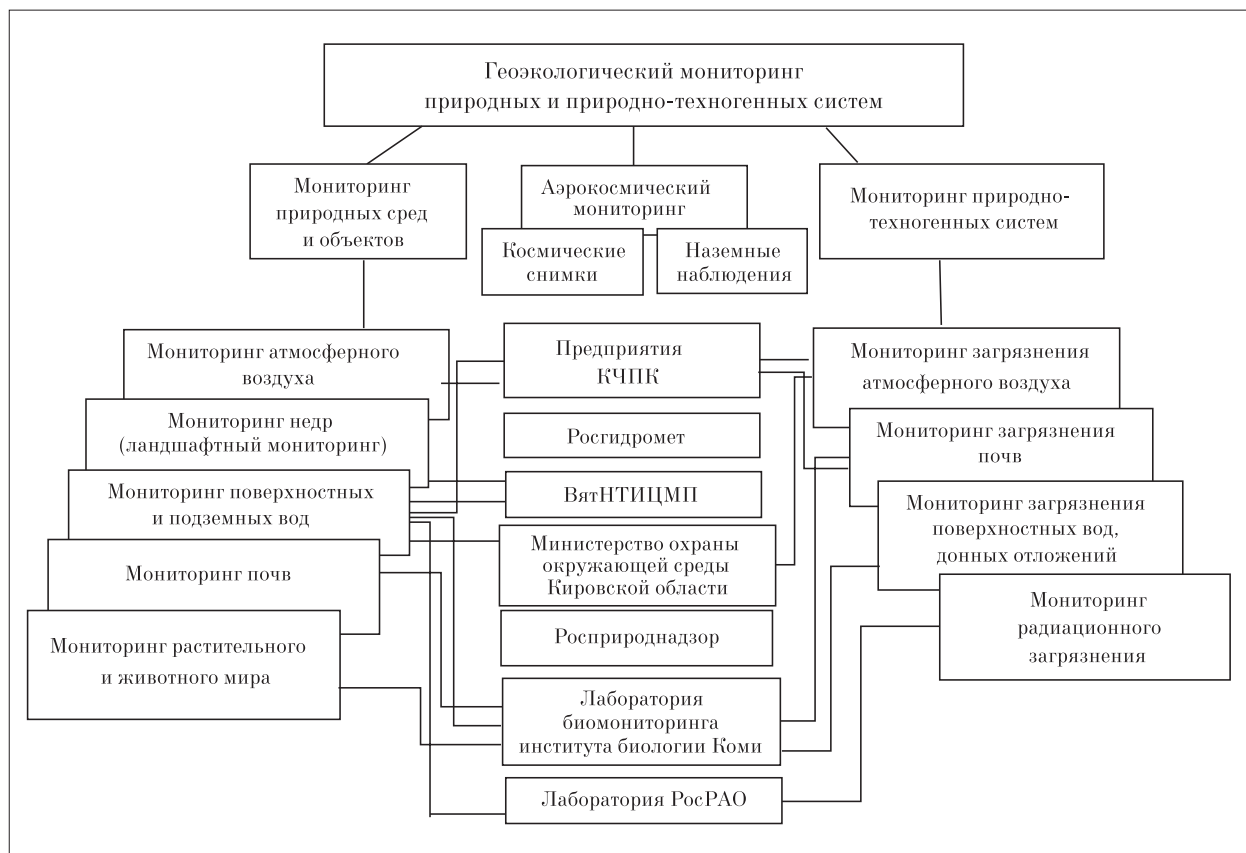 Геоэкологический мониторинг
природных и природно-техногенных систем
Мониторинг
природных сред
и объектов
Аэрокосмический
мониторинг
Космические
снимки
Наземные
наблюдения
Мониторинг природно-
техногенных систем
Мониторинг атмосферного
воздуха
Мониторинг недр
(ландшафтный мониторинг)
Мониторинг поверхностных
и подземных вод
Мониторинг почв
Мониторинг растительного
и животного мира
Предприятия
КЧПК
Росгидромет
ВятНТИЦМП
Министерство охраны
окружающей среды
Кировской области
Росприроднадзор
Лаборатория
биомониторинга
института биологии Коми
Лаборатория РосРАО
Мониторинг загрязнения
атмосферного воздуха
Мониторинг загрязнения
почв
Мониторинг загрязнения
поверхностных вод,
донных отложений
Мониторинг
радиационного
загрязнения